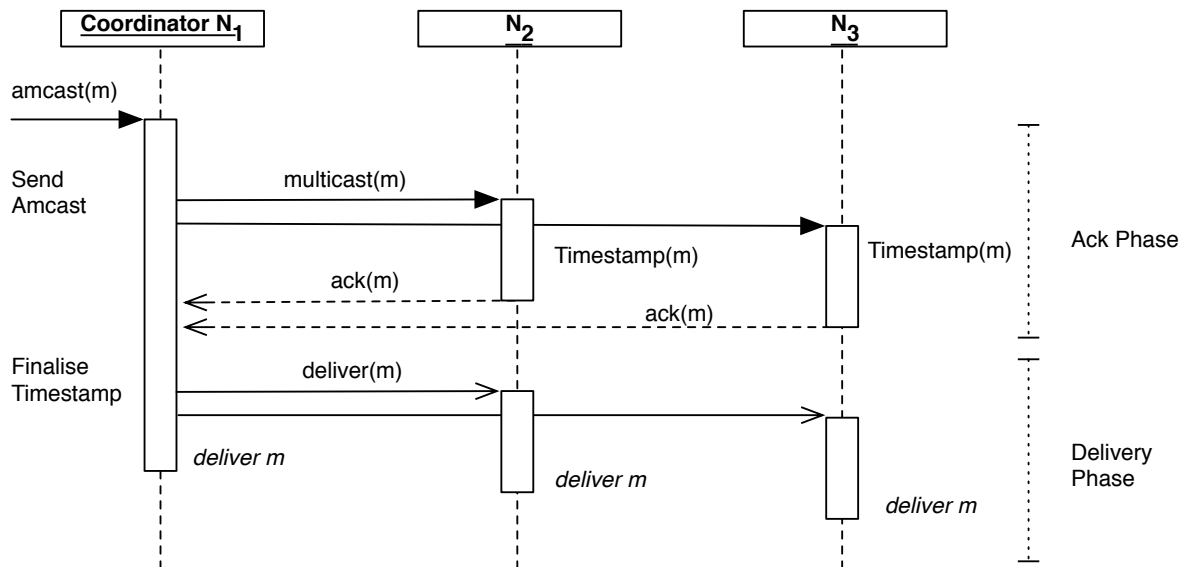 Coordinator N1
N2
N3
amcast(m)
Send
Amcast
multicast(m)
Timestamp(m)
Timestamp(m)
Ack Phase
ack(m)
ack(m)
Finalise
Timestamp
deliver(m)
deliver m
deliver m
deliver m
Delivery
Phase